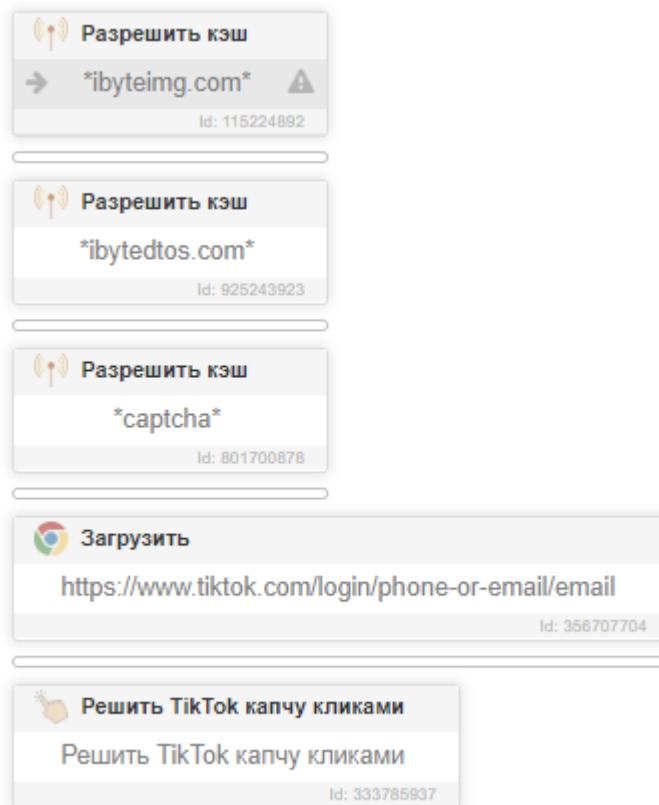 Разрешить кэш
*ibyteimg.com*
Id: 115224892
Разрешить кэш
*ibytedtos.com*
Id: 925243923
Разрешить кэш
*captcha*
Id: 801700878
Загрузить
https://www.tiktok.com/login/phone-or-email/email
Id: 356707704
Решить TikTok капчу кликами
Решить TikTok капчу кликами
Id: 333785937